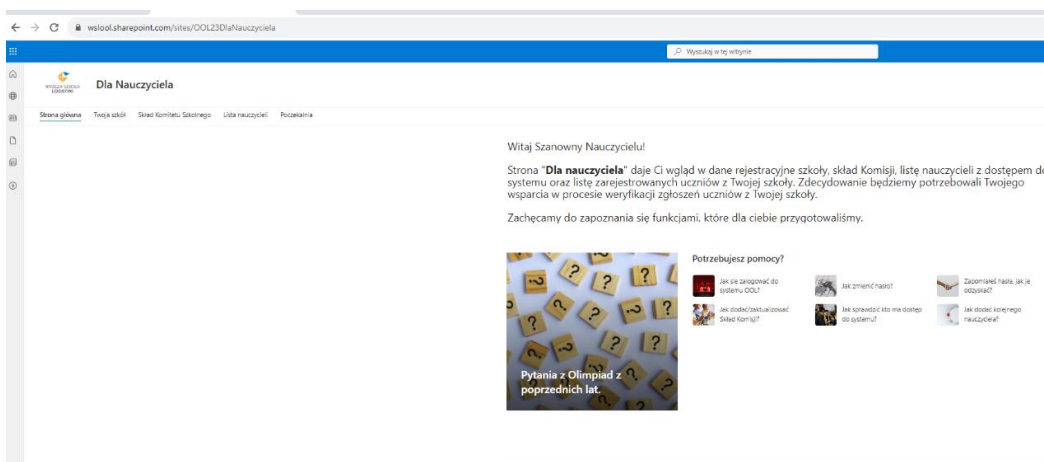 wslool.sharepoint.com/sites/OOL23DlaNauczyciela
Wyszukaj w tej witrynie
WYŻSZA SZKOŁA
LOGISTYKI
Dla Nauczyciela
Strona główna Twoja szkół Skład Komitetu Szkolnego Lista nauczycieli Poczekalnia
Witaj Szanowny Nauczycielu!
Strona "Dla nauczyciela" daje Ci wgląd w dane rejestracyjne szkoły, skład Komisji, listę nauczycieli z dostępem do
systemu oraz listę zarejestrowanych uczniów z Twojej szkoły. Zdecydowanie będziemy potrzebowali Twojego
wsparcia w procesie weryfikacji zgłoszeń uczniów z Twojej szkoły.
Zachęcamy do zapoznania się funkcjami, które dla ciebie przygotowaliśmy.
Pytania z Olimpiad z
poprzednich lat.
Potrzebujesz pomocy?
Jak się zalogować do
systemu OOL?
Jak zmienić hasło?
Zapomniałeś hasła, jak je
odzyskać?
Jak dodać/zaktualizować
Skład Komisji?
Jak sprawdzić kto ma dostęp
do systemu?
Jak dodać kolejnego
nauczyciela?